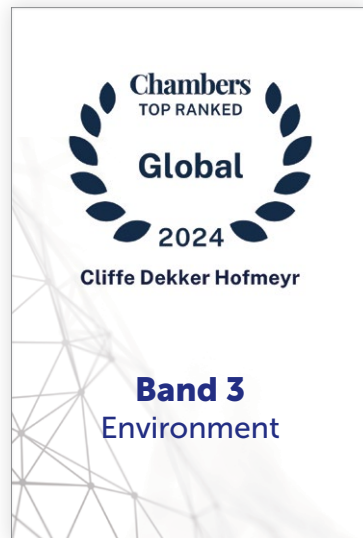 Chambers
TOP RANKED
Global
2024
Cliffe Dekker Hofmeyr
Band 3
Environment